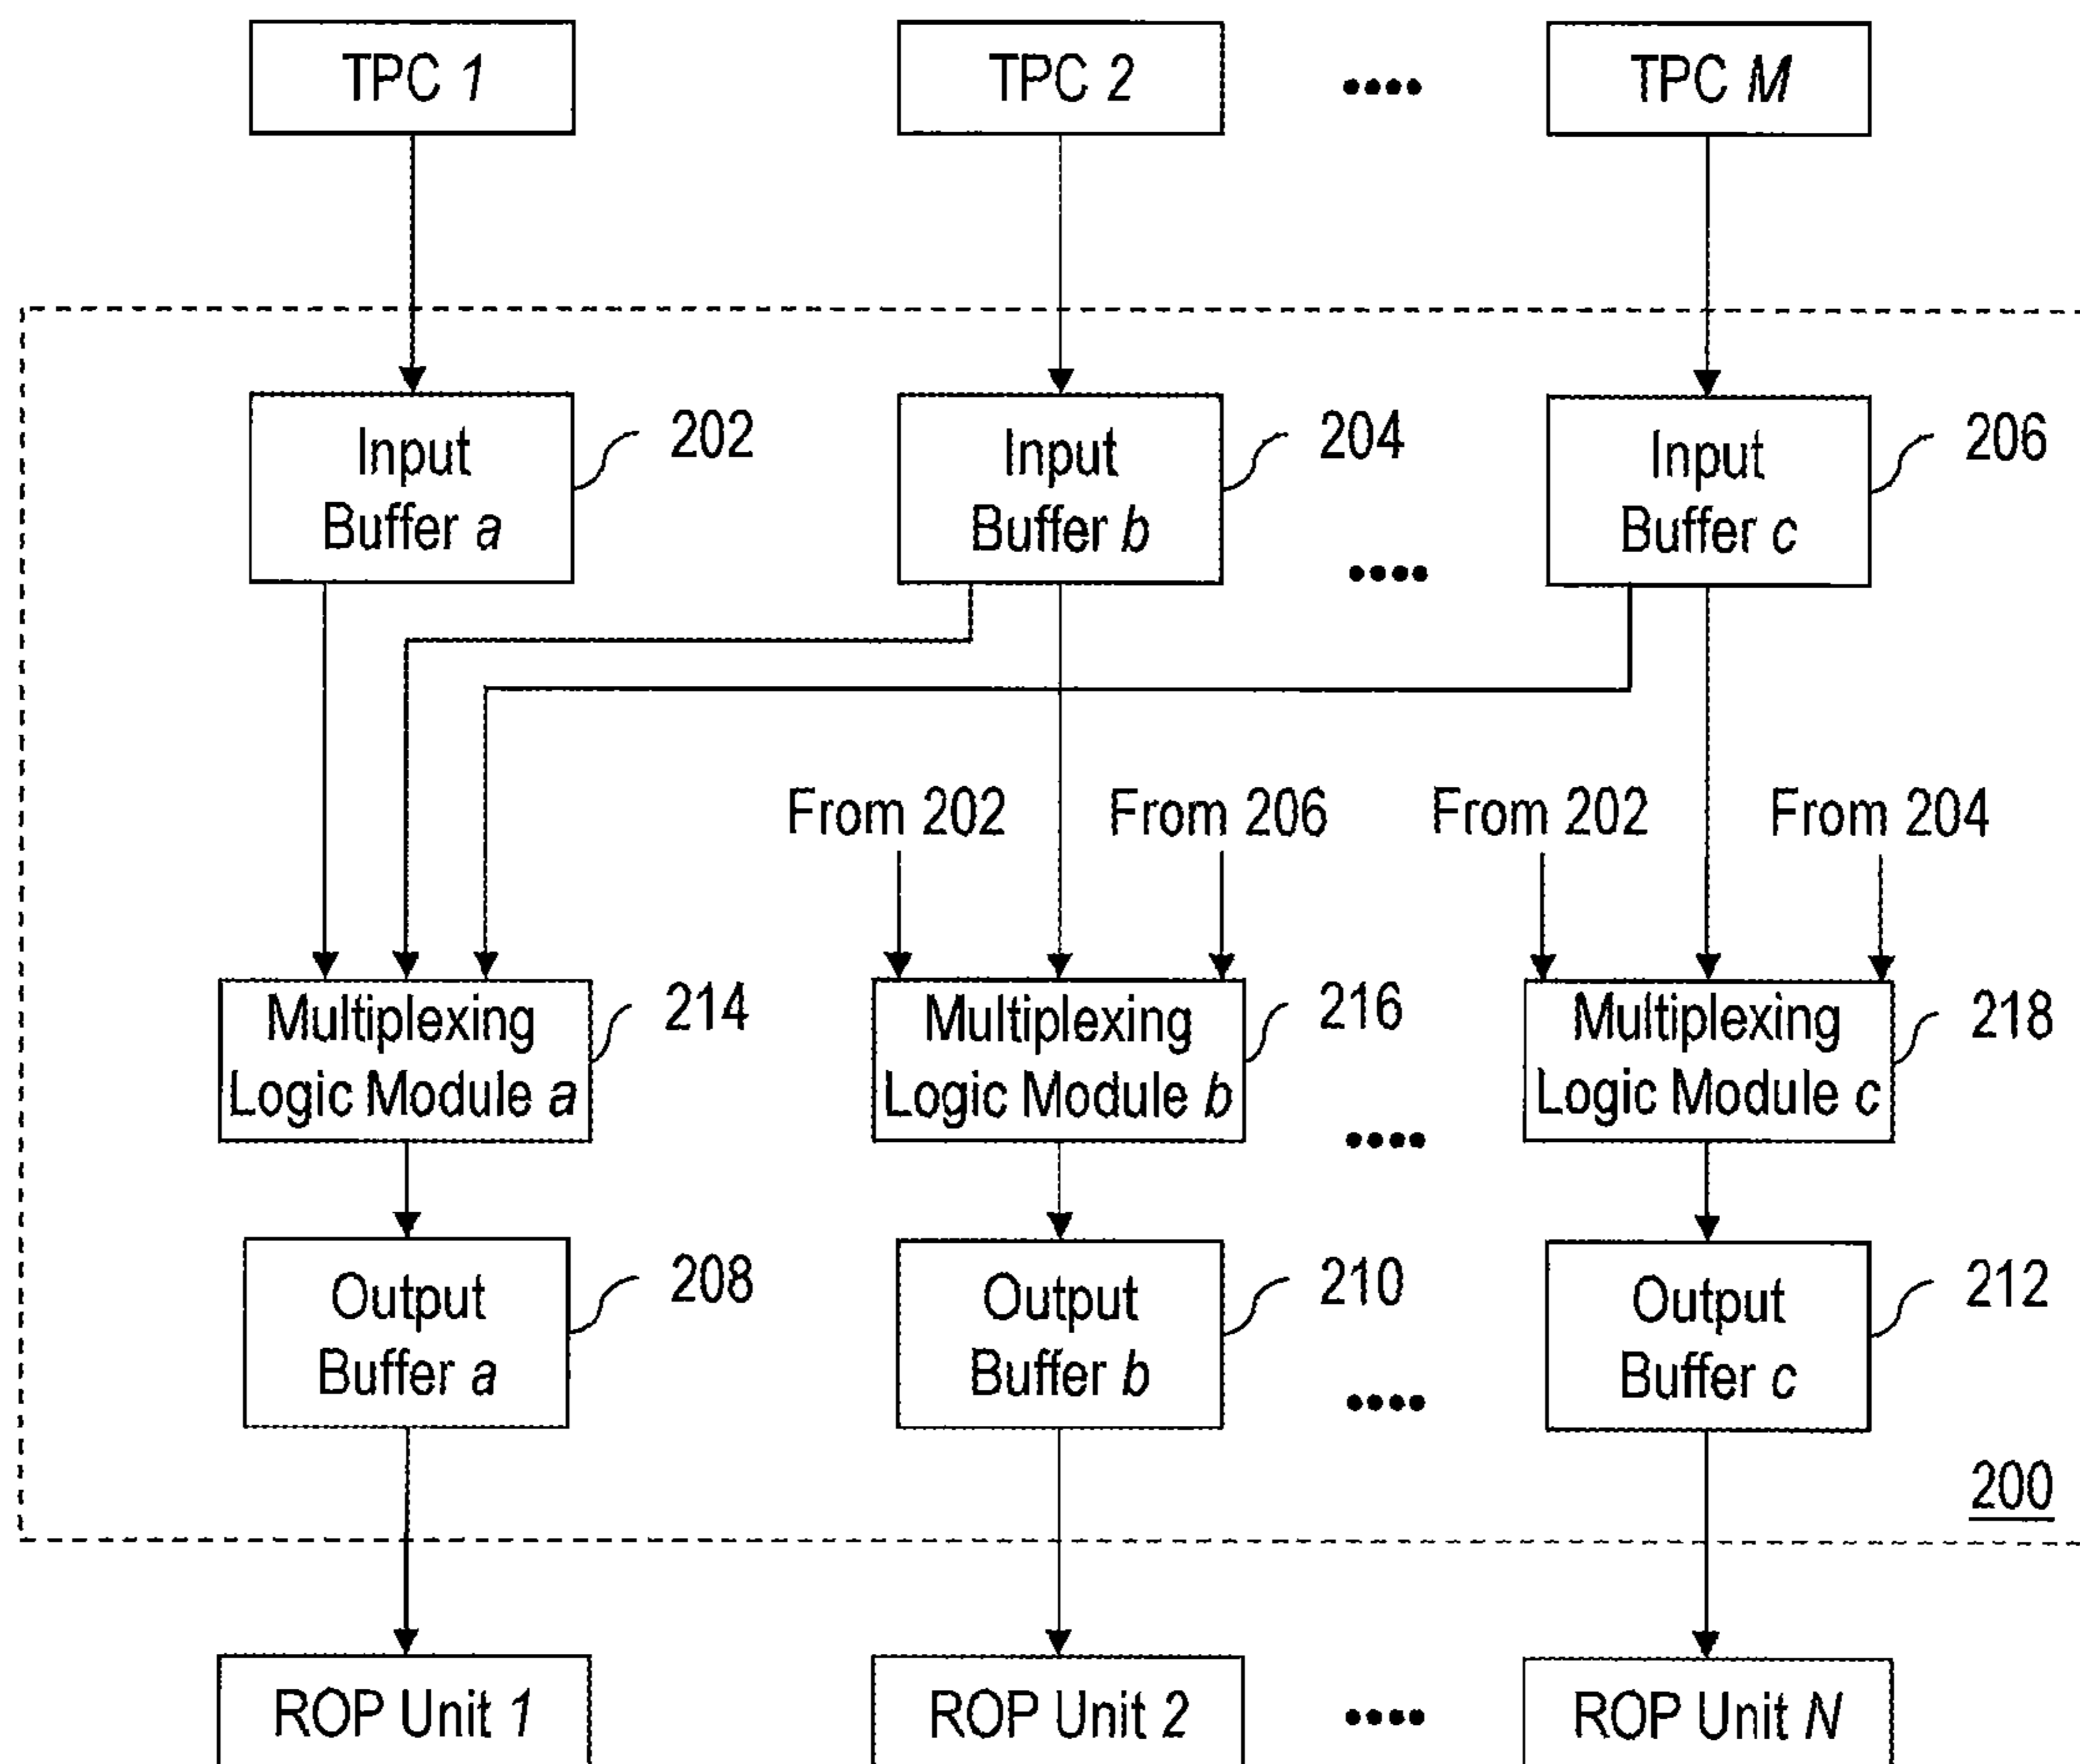 TPC 1
TPC 2
TPC M
Input
Buffer a
202
Input
Buffer b
204
Input
Buffer c
206
From 202
From 206
From 202
From 204
Multiplexing
Logic Module a
214
Multiplexing
Logic Module b
216
Multiplexing
Logic Module c
218
Output
Buffer a
208
Output
Buffer b
210
Output
Buffer c
212
200
ROP Unit 1
ROP Unit 2
ROP Unit N